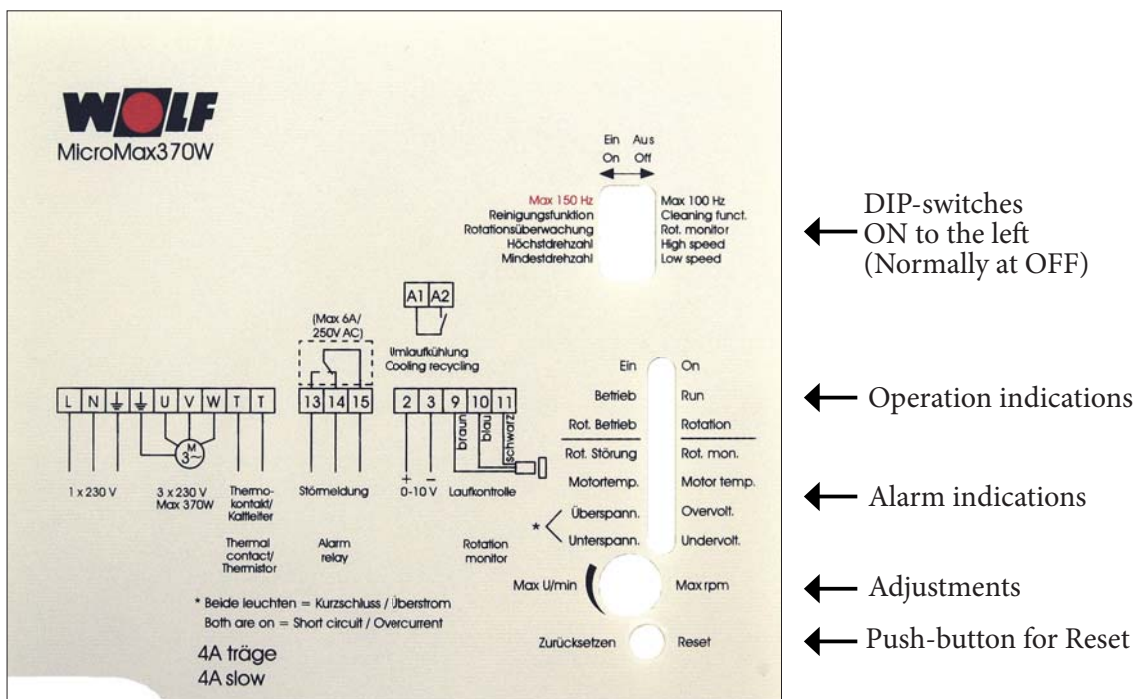 WOLF
MicroMax370W
Ein Aus
On Off
Max 150 Hz Max 100 Hz
Reinigungsfunktion Cleaning funct.
Rotationsüberwachung Rot. monitor
Höchstdrehzahl High speed
Mindestdrehzahl Low speed
DIP-switches
ON to the left
(Normally at OFF)
A1 A2
Umlaufkühlung
Cooling recycling
(Max 6A/
250V AC)
L N U V W T T
13 14 15
2 3 9 10 11
braun
blau
schwarz
M
3~
+ −
1 x 230 V
3 x 230 V
Max 370W
Thermo-
kontakt/
Kaltleiter
Störmeldung
0-10 V
Laufkontrolle
Thermal
contact/
Thermistor
Alarm
relay
Rotation
monitor
Ein On
Betrieb Run
Rot. Betrieb Rotation
Rot. Störung Rot. mon.
Motortemp. Motor temp.
* Überspann. Overvolt.
Unterspann. Undervolt.
Max U/min Max rpm
Zurücksetzen Reset
Operation indications
Alarm indications
Adjustments
Push-button for Reset
* Beide leuchten = Kurzschluss / Überstrom
Both are on = Short circuit / Overcurrent
4A träge
4A slow